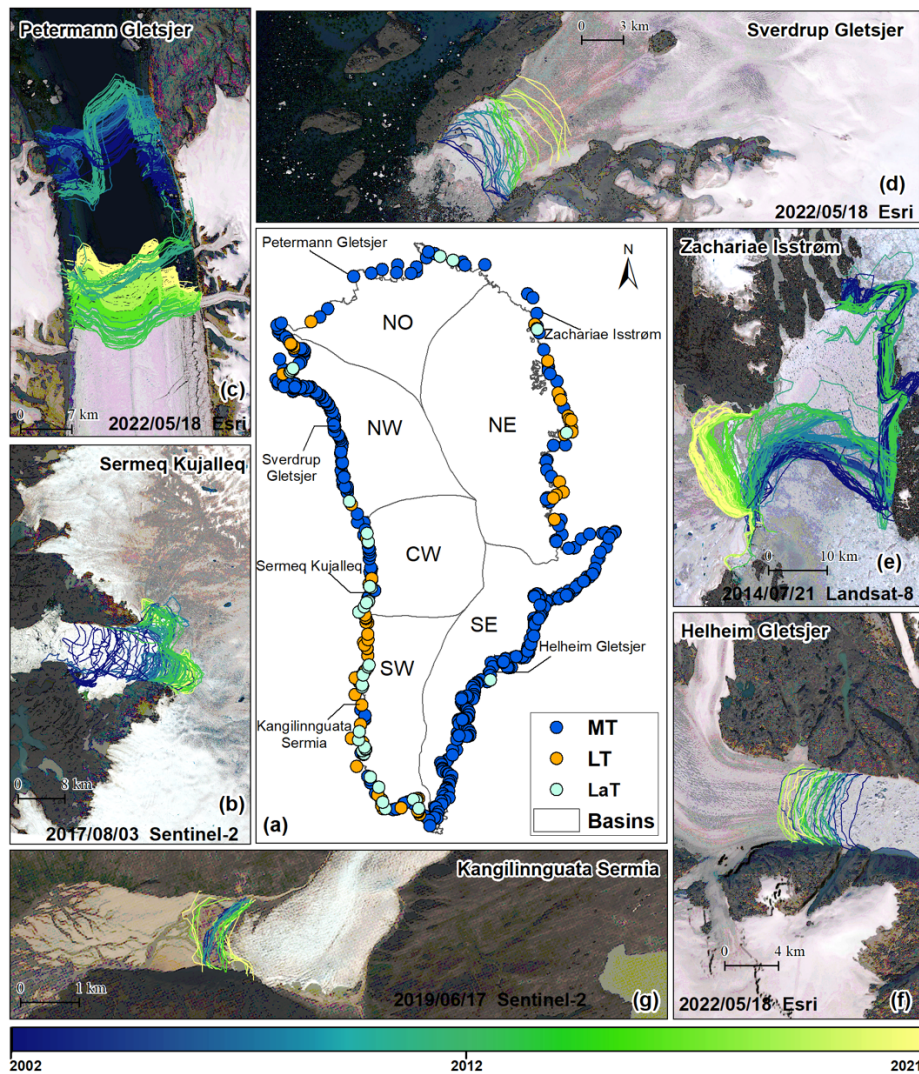 Petermann Gletsjer
0 7 km
(c)
2022/05/18 Esri
0 3 km
Sverdrup Gletsjer
(d)
2022/05/18 Esri
Sermeq Kujalleq
0 8 km
(b)
2017/08/03 Sentinel-2
Petermann Gletsjer
N
NO
Zachariae Isstrøm
NW
NE
Sverdrup
Gletsjer
CW
Sermeq Kujalleq
SE
Helheim Gletsjer
SW
Kangilinnguata
Sermia
MT
LT
LaT
Basins
(a)
Zachariae Isstrøm
0 10 km
(e)
2014/07/21 Landsat-8
Helheim Gletsjer
0 4 km
(f)
2022/05/18 Esri
Kangilinnguata Sermia
0 1 km
2019/06/17 Sentinel-2
(g)
2002 2012 2021